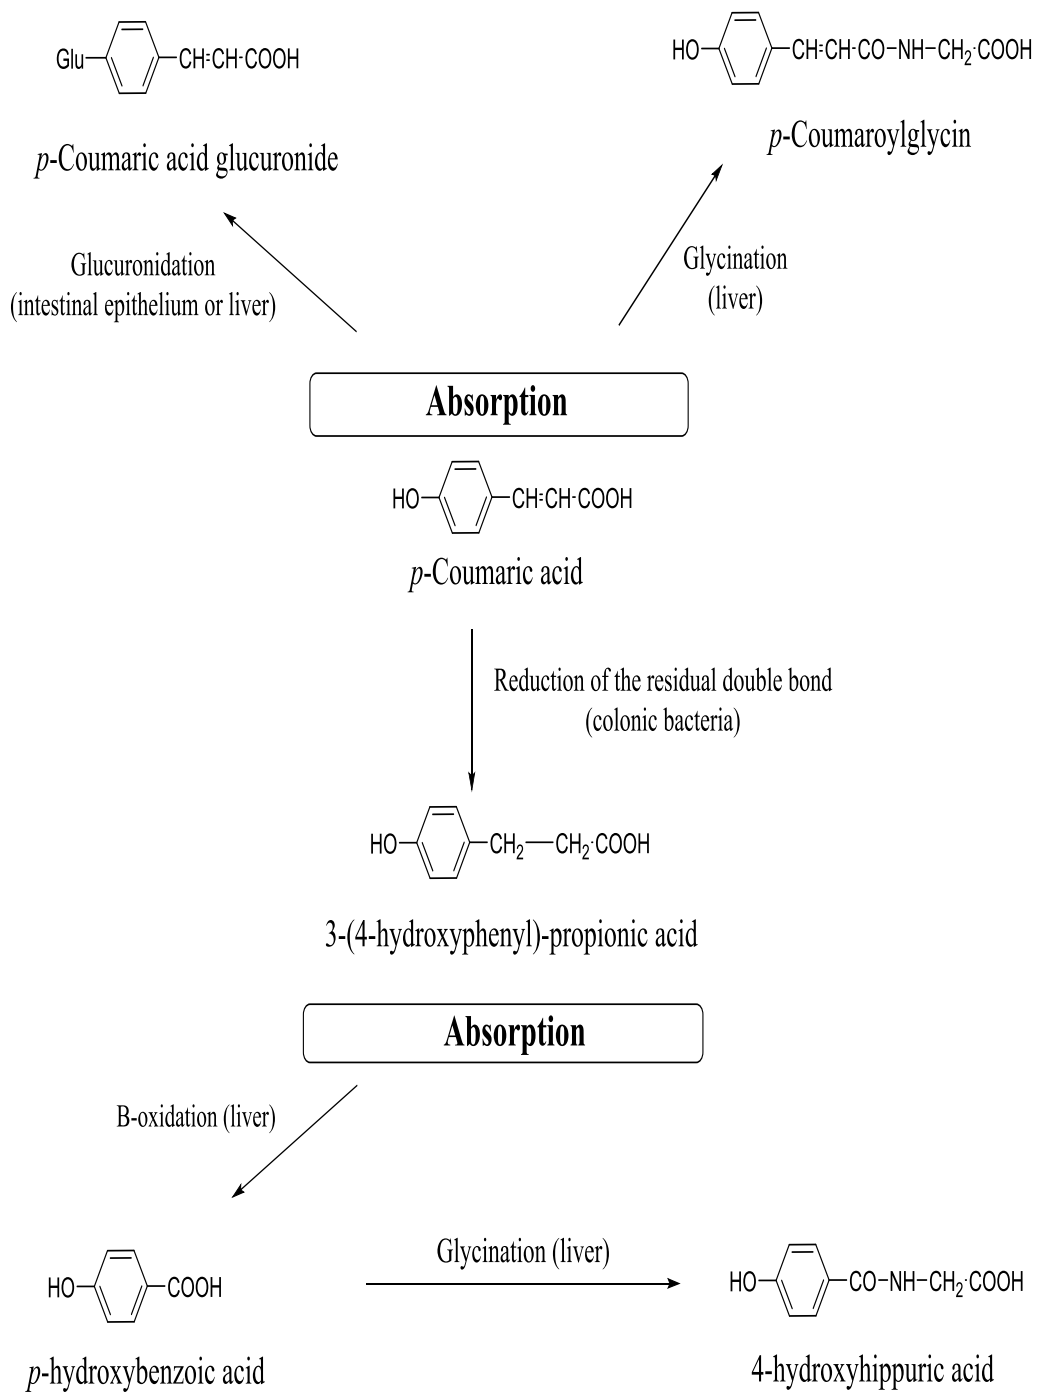 Glu-CH=CH-COOH
HO-CH=CH-CO-NH-CH2-COOH
p-Coumaric acid glucuronide
p-Coumaroylglycin
Glucuronidation
(intestinal epithelium or liver)
Glycination
(liver)
Absorption
HO-CH=CH-COOH
p-Coumaric acid
Reduction of the residual double bond
(colonic bacteria)
HO-CH2-CH2-COOH
3-(4-hydroxyphenyl)-propionic acid
Absorption
B-oxidation (liver)
Glycination (liver)
HO-COOH
HO-CO-NH-CH2-COOH
p-hydroxybenzoic acid
4-hydroxyhippuric acid